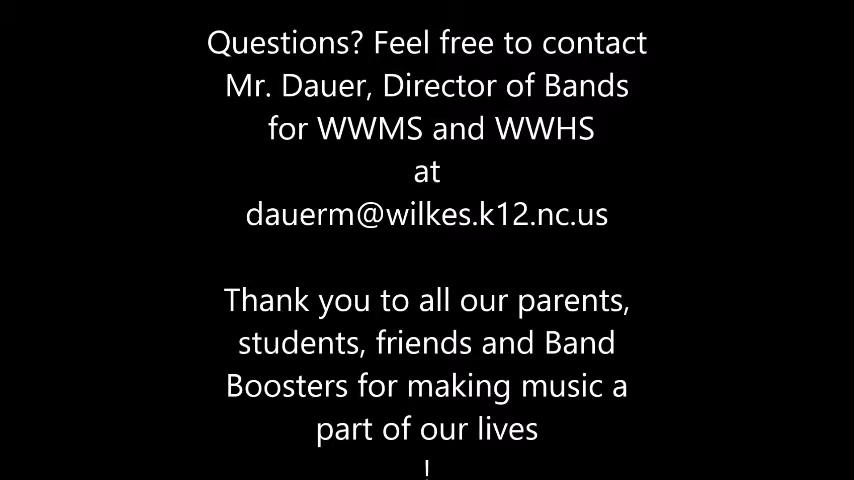 Questions? Feel free to contact
Mr. Dauer, Director of Bands
for WWMS and WWHS
at
dauerm@wilkes.k12.nc.us
Thank you to all our parents,
students, friends and Band
Boosters for making music a
part of our lives
!